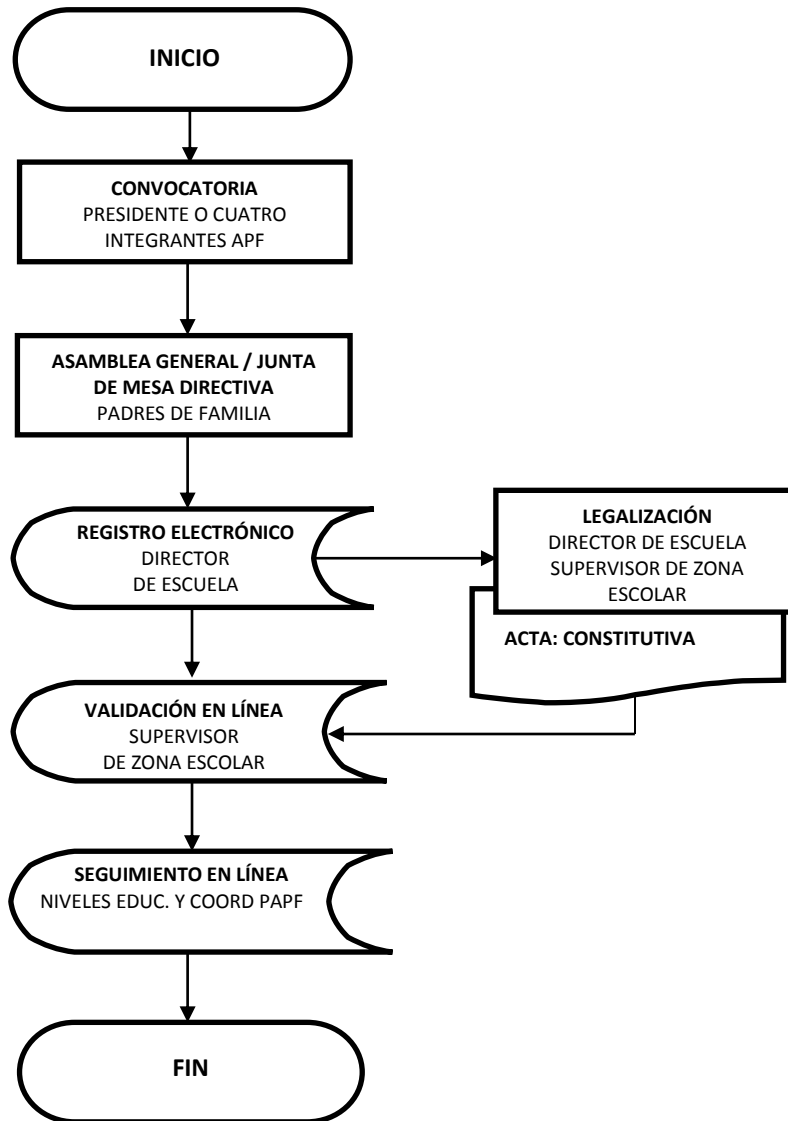 INICIO
CONVOCATORIA
PRESIDENTE O CUATRO
INTEGRANTES APF
ASAMBLEA GENERAL / JUNTA
DE MESA DIRECTIVA
PADRES DE FAMILIA
REGISTRO ELECTRÓNICO
DIRECTOR
DE ESCUELA
LEGALIZACIÓN
DIRECTOR DE ESCUELA
SUPERVISOR DE ZONA
ESCOLAR
ACTA: CONSTITUTIVA
VALIDACIÓN EN LÍNEA
SUPERVISOR
DE ZONA ESCOLAR
SEGUIMIENTO EN LÍNEA
NIVELES EDUC. Y COORD PAPF
FIN